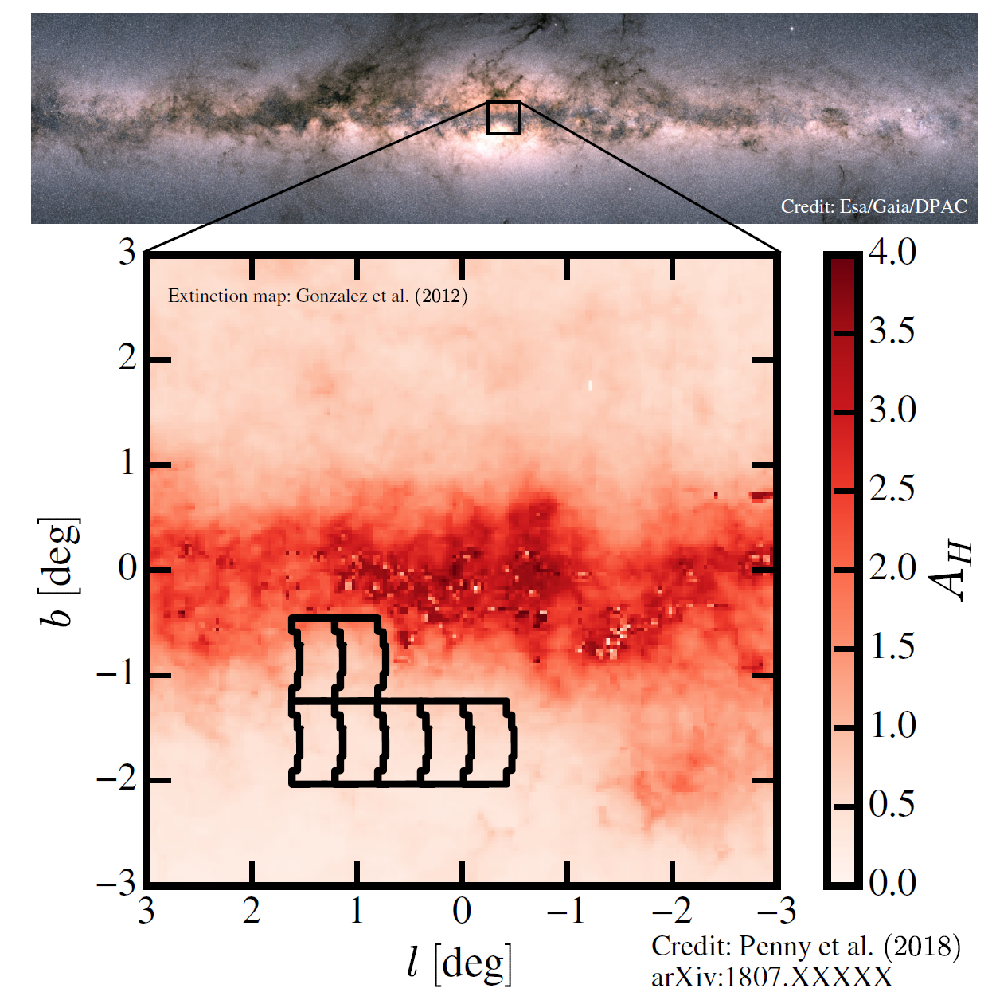 Credit: Esa/Gaia/DPAC
Extinction map: Gonzalez et al. (2012)
3
2
1
0
−1
−2
−3
b [deg]
3 2 1 0 −1 −2 −3
l [deg]
4.0
3.5
3.0
2.5
2.0
1.5
1.0
0.5
0.0
A_H
Credit: Penny et al. (2018)
arXiv:1807.XXXXX